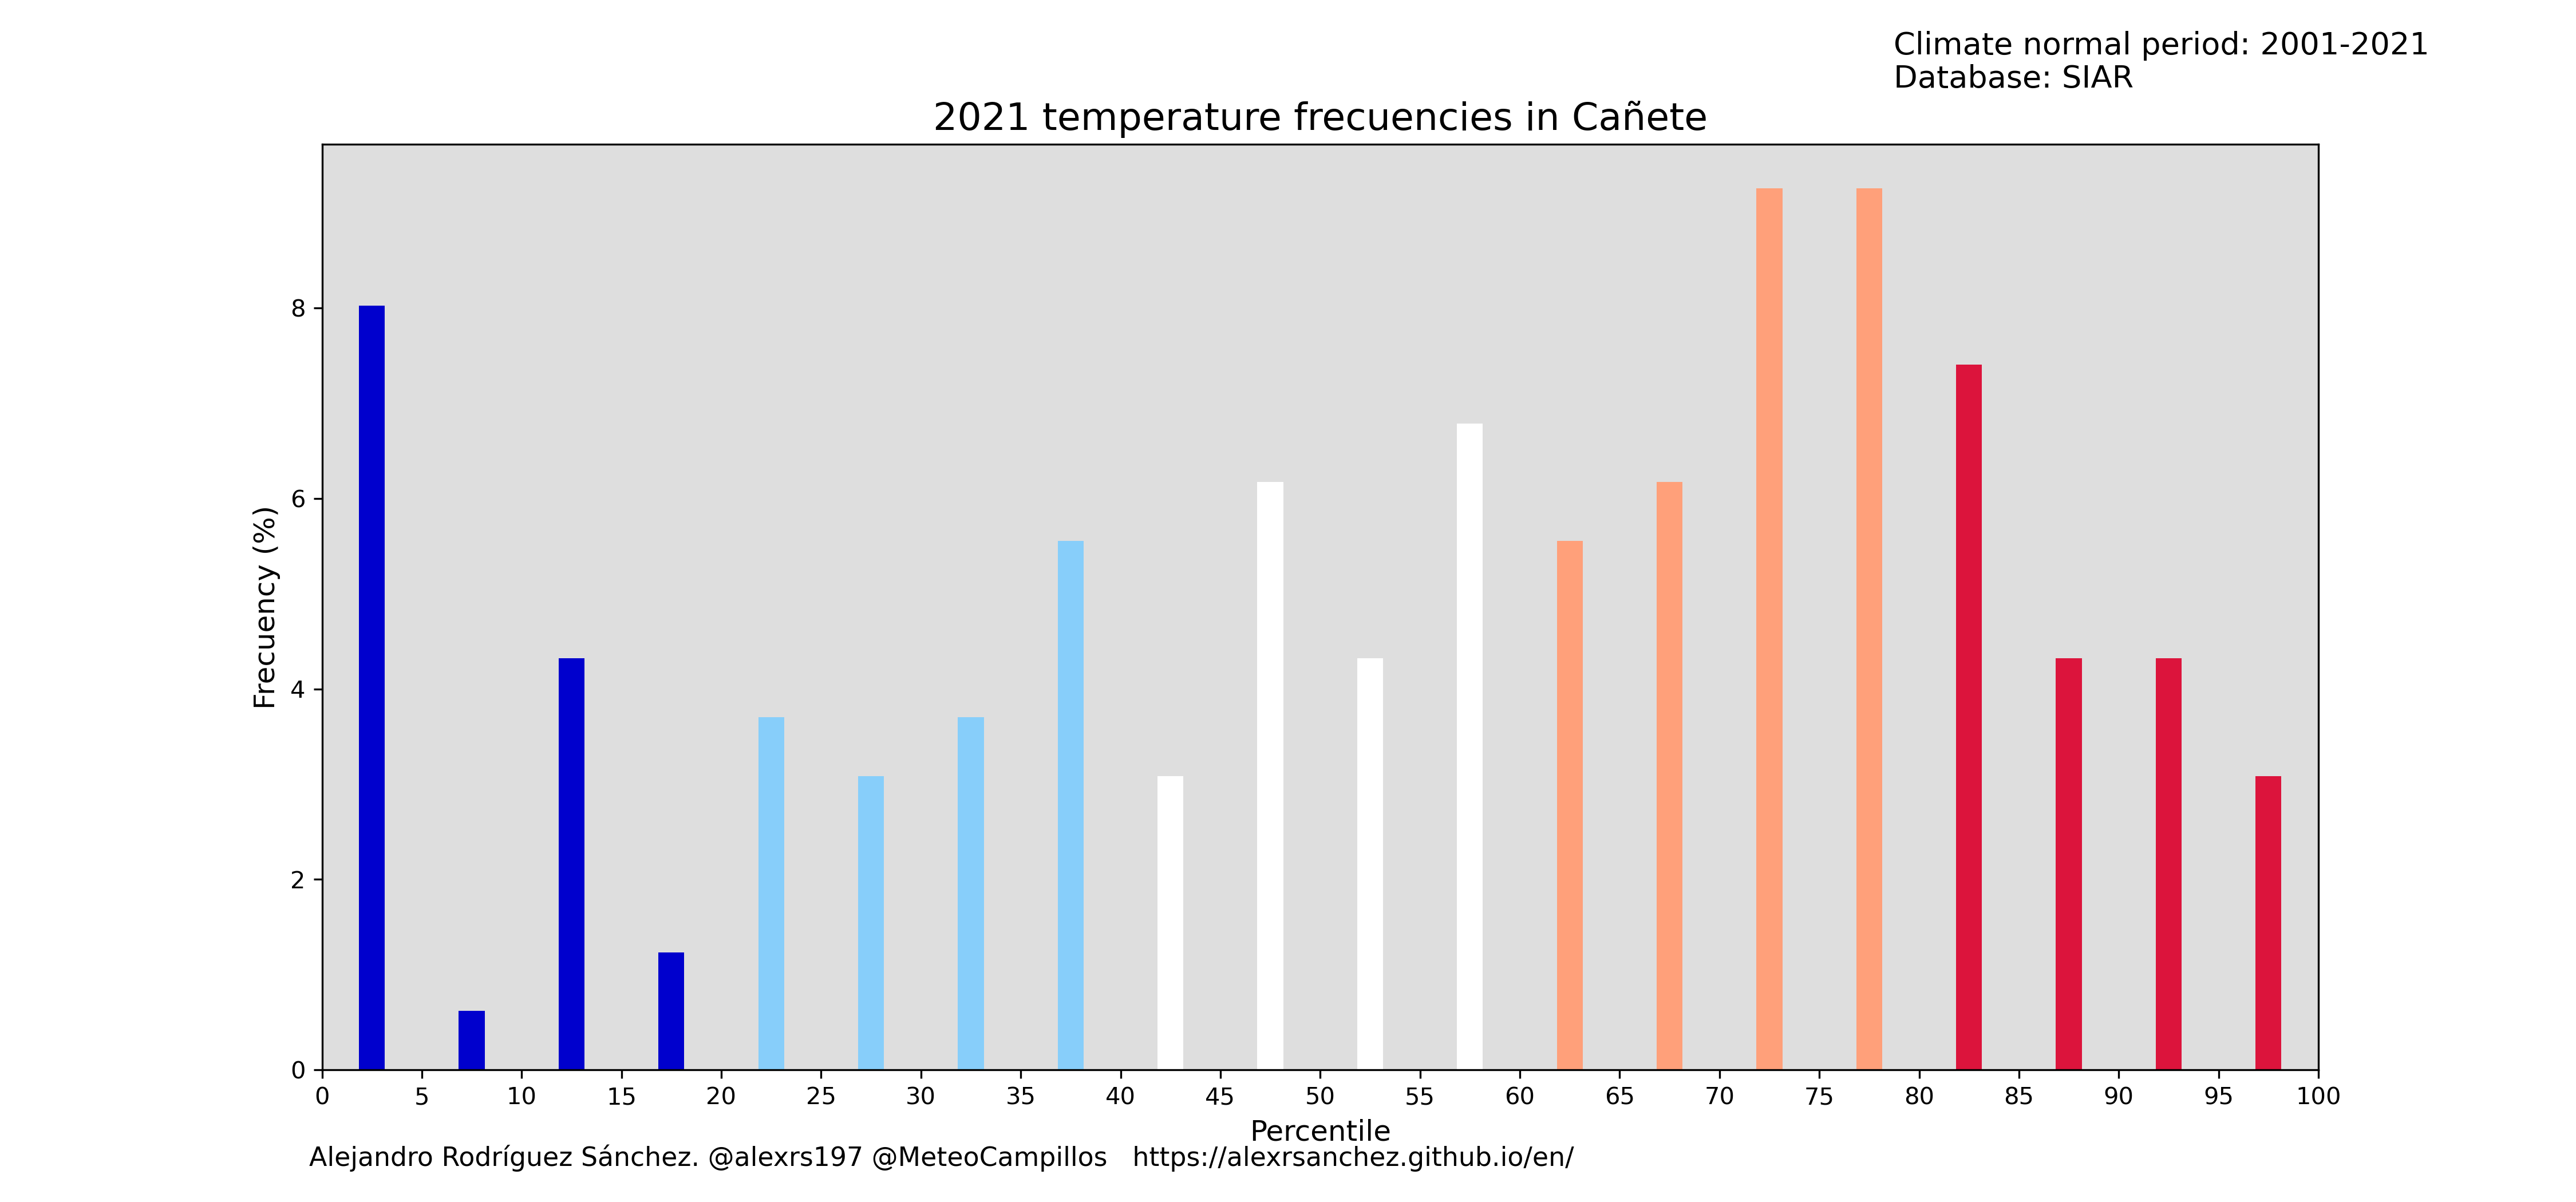 Climate normal period: 2001-2021
Database: SIAR
2021 temperature frecuencies in Cañete
Frecuency (%)
8
6
4
2
0
0 5 10 15 20 25 30 35 40 45 50 55 60 65 70 75 80 85 90 95 100
Percentile
Alejandro Rodríguez Sánchez. @alexrs197 @MeteoCampillos https://alexrsanchez.github.io/en/